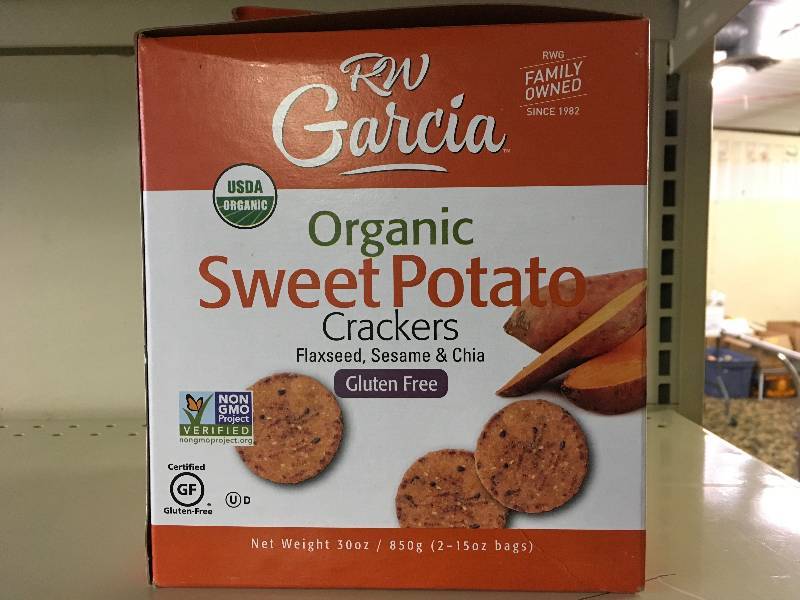 RW
Garcia
RWG
FAMILY
OWNED
SINCE 1982
USDA
ORGANIC
Organic
Sweet Potato
Crackers
Flaxseed, Sesame & Chia
Gluten Free
NON
GMO
Project
VERIFIED
nongmoproject.org
Certified
GF
Gluten-Free
U D
Net Weight 30oz / 850g (2-15oz bags)